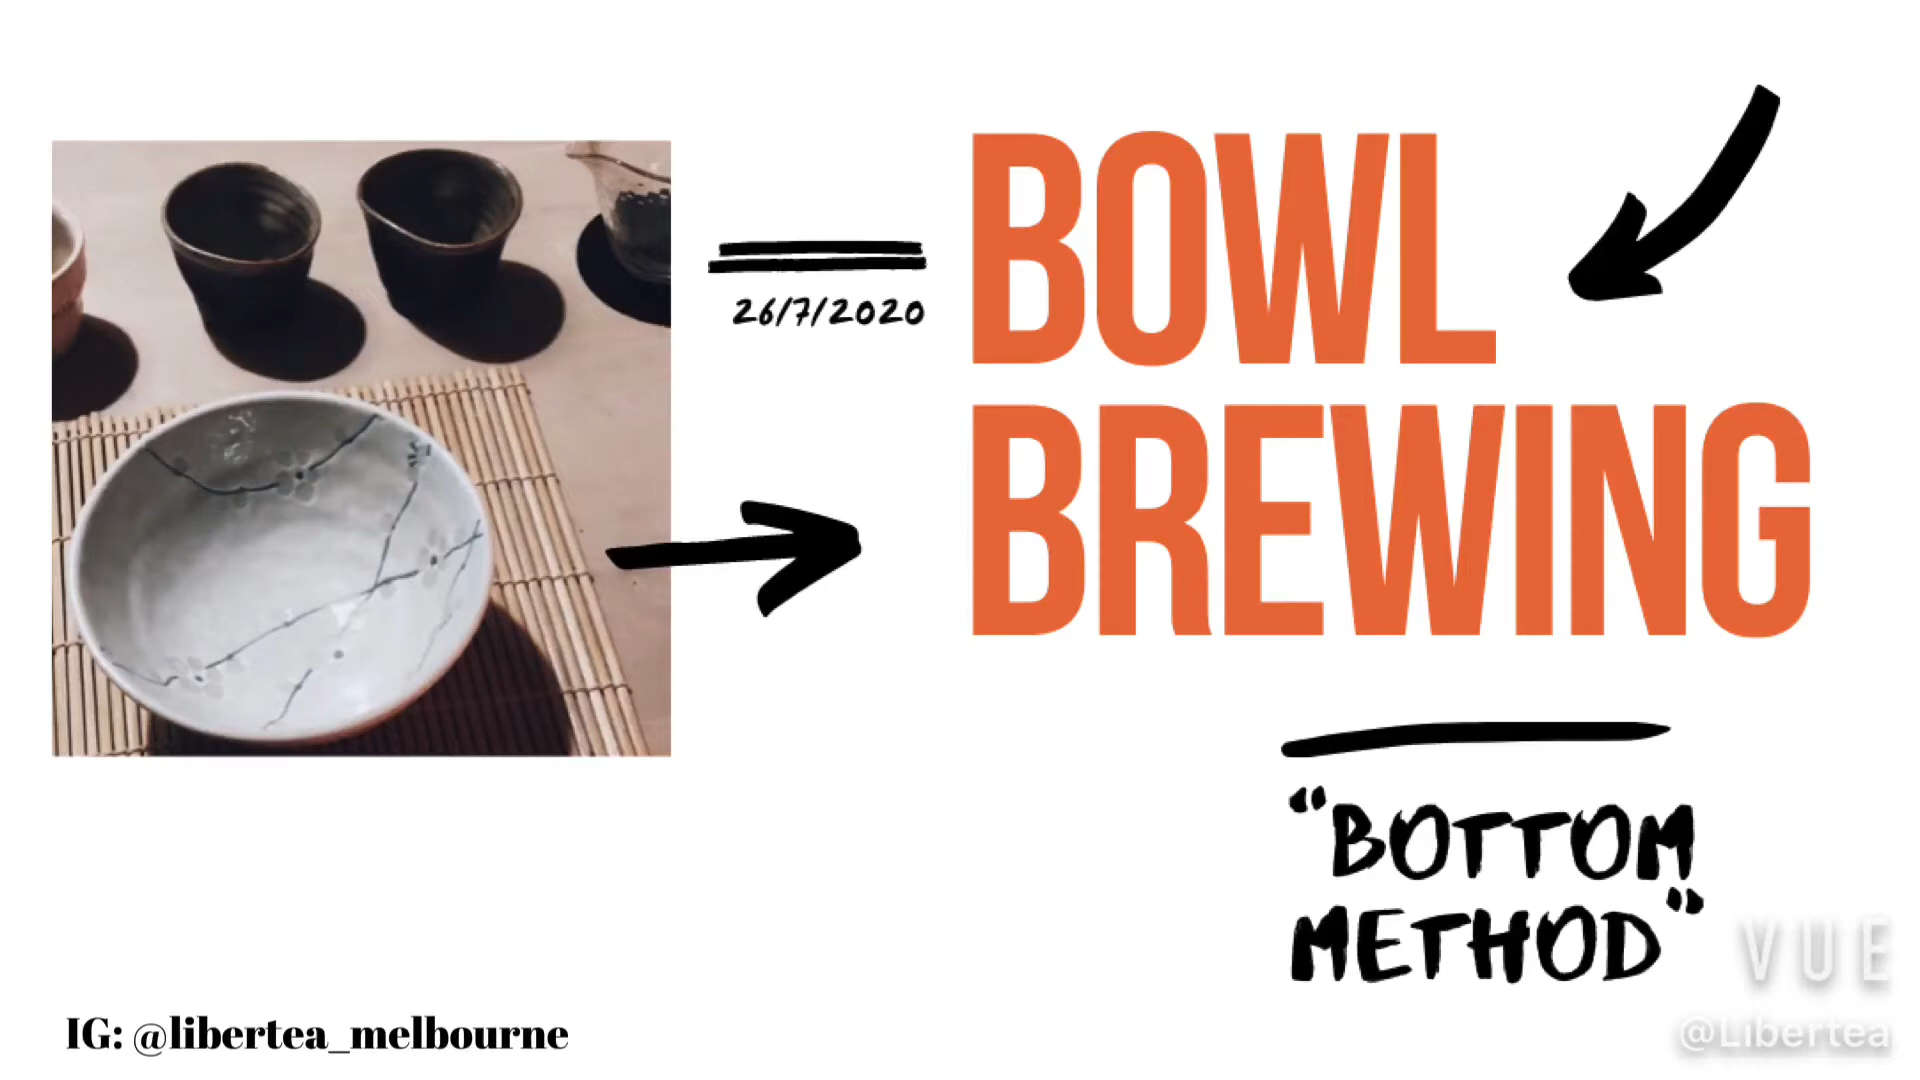 26/7/2020
BOWL
BREWING
“BOTTOM
METHOD”
IG: @libertea_melbourne
VUE
@Libertea